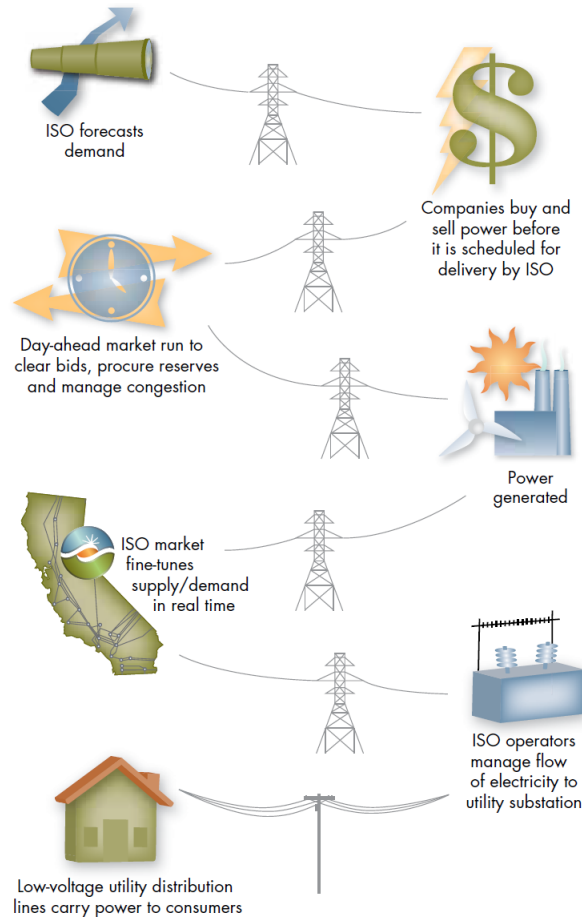 ISO forecasts
demand
$
Companies buy and
sell power before
it is scheduled for
delivery by ISO
Day-ahead market run to
clear bids, procure reserves
and manage congestion
Power
generated
ISO market
fine-tunes
supply/demand
in real time
ISO operators
manage flow
of electricity to
utility substation
Low-voltage utility distribution
lines carry power to consumers